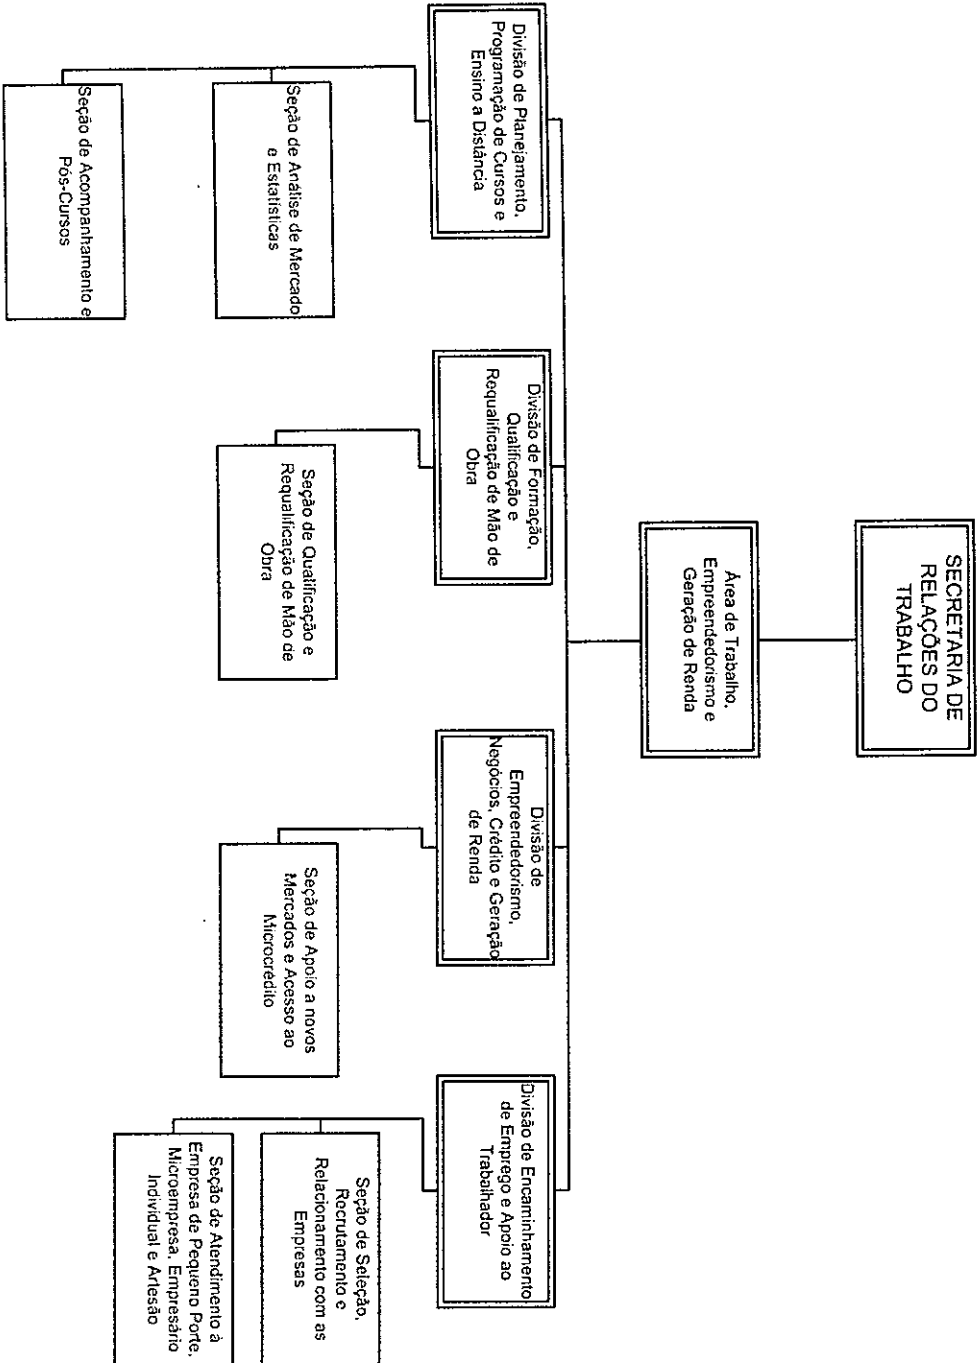 SECRETARIA DE
RELAÇÕES DO
TRABALHO
Área de Trabalho,
Empreendedorismo e
Geração de Renda
Divisão de Planejamento,
Programação de Cursos e
Ensino a Distância
Seção de Análise de Mercado
e Estatísticas
Seção de Acompanhamento e
Pós-Cursos
Divisão de Formação,
Qualificação e
Requalificação de Mão de
Obra
Seção de Qualificação e
Requalificação de Mão de
Obra
Divisão de
Empreendedorismo,
Negócios, Crédito e Geração
de Renda
Seção de Apoio a novos
Mercados e Acesso ao
Microcrédito
Divisão de Encaminhamento
de Emprego e Apoio ao
Trabalhador
Seção de Seleção,
Recrutamento e
Relacionamento com as
Empresas
Seção de Atendimento à
Empresa de Pequeno Porte,
Microempresa, Empresário
Individual e Artesão